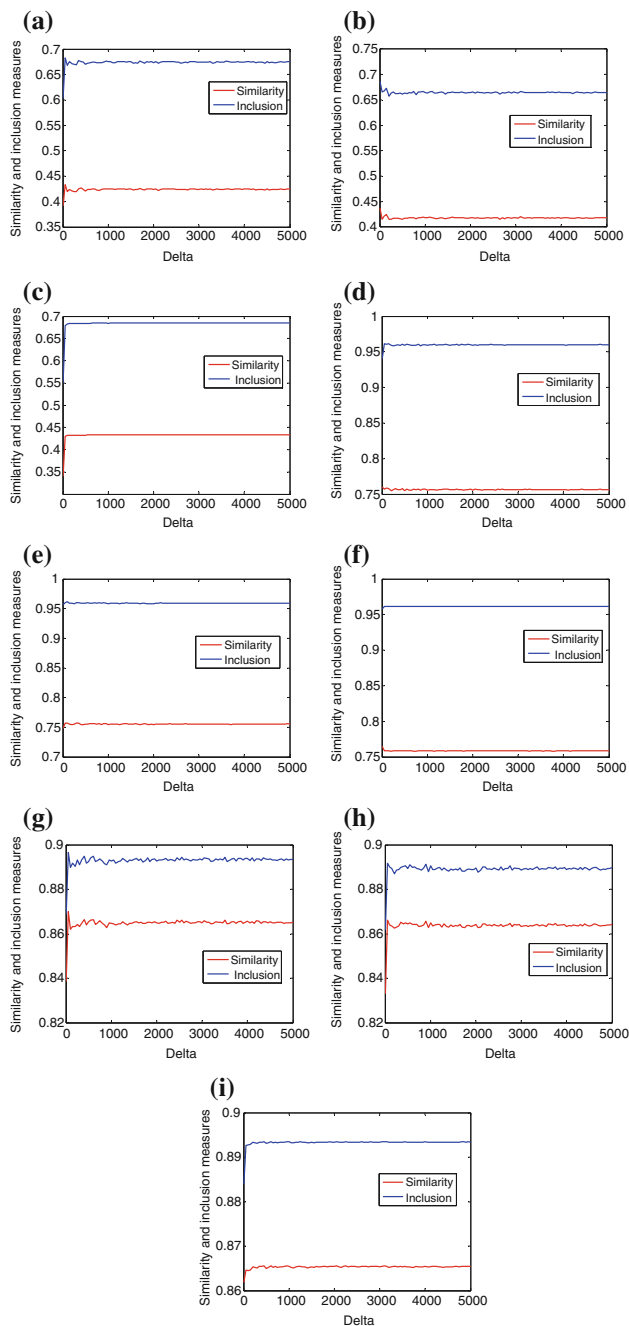 (a)
Similarity and inclusion measures
0.7
0.65
0.6
0.55
0.5
0.45
0.4
0.35
Similarity
Inclusion
0 1000 2000 3000 4000 5000
Delta
(b)
Similarity and inclusion measures
0.75
0.7
0.65
0.6
0.55
0.5
0.45
0.4
Similarity
Inclusion
0 1000 2000 3000 4000 5000
Delta
(c)
Similarity and inclusion measures
0.7
0.65
0.6
0.55
0.5
0.45
0.4
0.35
Similarity
Inclusion
0 1000 2000 3000 4000 5000
Delta
(d)
Similarity and inclusion measures
1
0.95
0.9
0.85
0.8
0.75
Similarity
Inclusion
0 1000 2000 3000 4000 5000
Delta
(e)
Similarity and inclusion measures
1
0.95
0.9
0.85
0.8
0.75
0.7
Similarity
Inclusion
0 1000 2000 3000 4000 5000
Delta
(f)
Similarity and inclusion measures
1
0.95
0.9
0.85
0.8
0.75
Similarity
Inclusion
0 1000 2000 3000 4000 5000
Delta
(g)
Similarity and inclusion measures
0.9
0.88
0.86
0.84
0.82
Similarity
Inclusion
0 1000 2000 3000 4000 5000
Delta
(h)
Similarity and inclusion measures
0.9
0.88
0.86
0.84
0.82
Similarity
Inclusion
0 1000 2000 3000 4000 5000
Delta
(i)
Similarity and inclusion measures
0.9
0.89
0.88
0.87
0.86
Similarity
Inclusion
0 1000 2000 3000 4000 5000
Delta